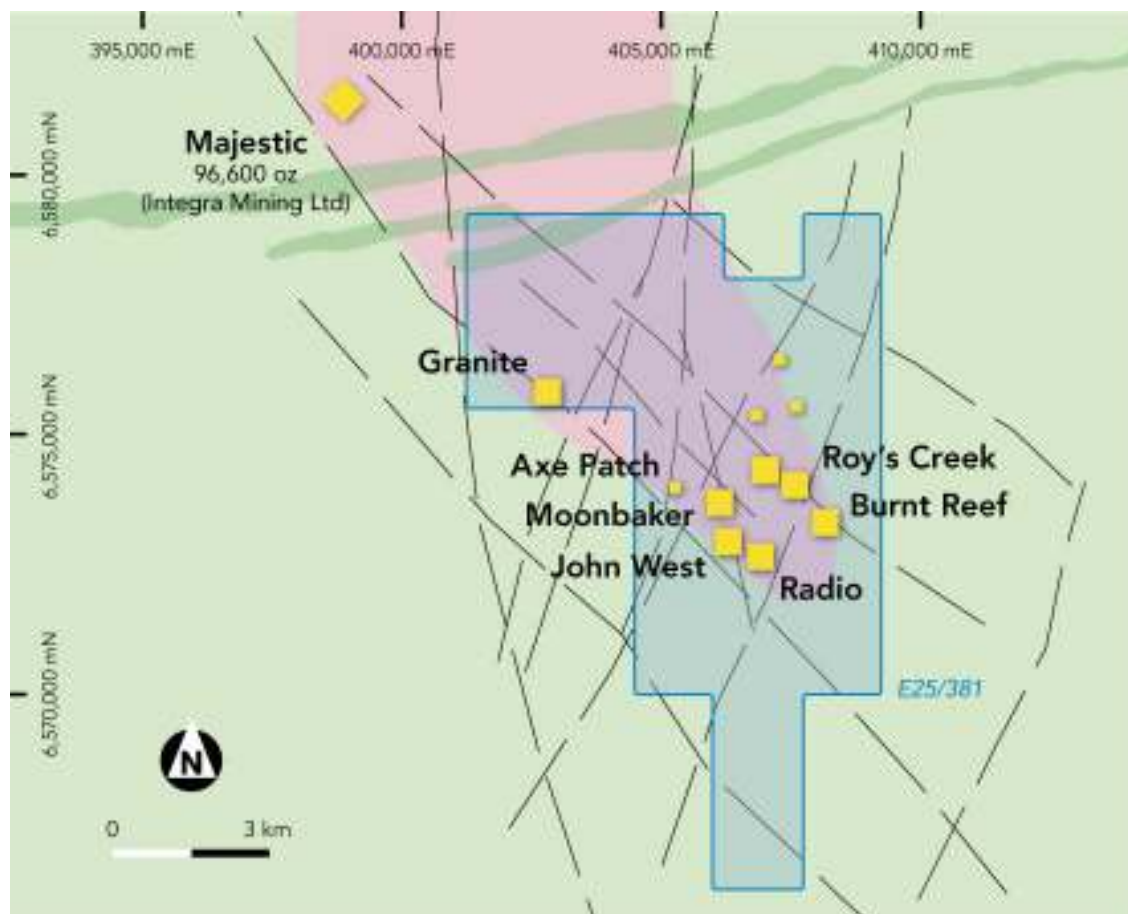 395,000 mE
400,000 mE
405,000 mE
410,000 mE
6,580,000 mN
6,575,000 mN
6,570,000 mN
Majestic
96,600 oz
(Integra Mining Ltd)
Granite
Axe Patch
Roy's Creek
Moonbaker
Burnt Reef
John West
Radio
E25/381
N
0
3 km